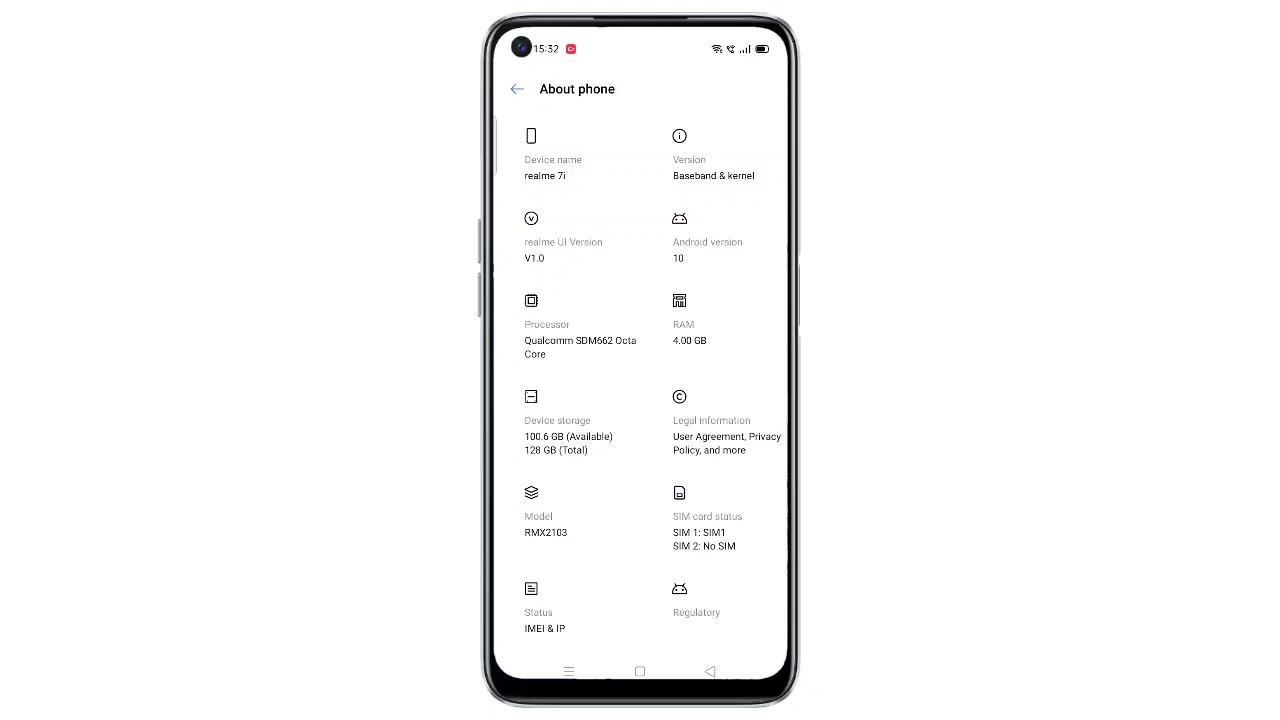 15:32
About phone
Device name
realme 7i
Version
Baseband & kernel
realme UI Version
V1.0
Android version
10
Processor
Qualcomm SDM662 Octa
Core
RAM
4.00 GB
Device storage
100.6 GB (Available)
128 GB (Total)
Legal information
User Agreement, Privacy
Policy, and more
Model
RMX2103
SIM card status
SIM 1: SIM1
SIM 2: No SIM
Status
IMEI & IP
Regulatory